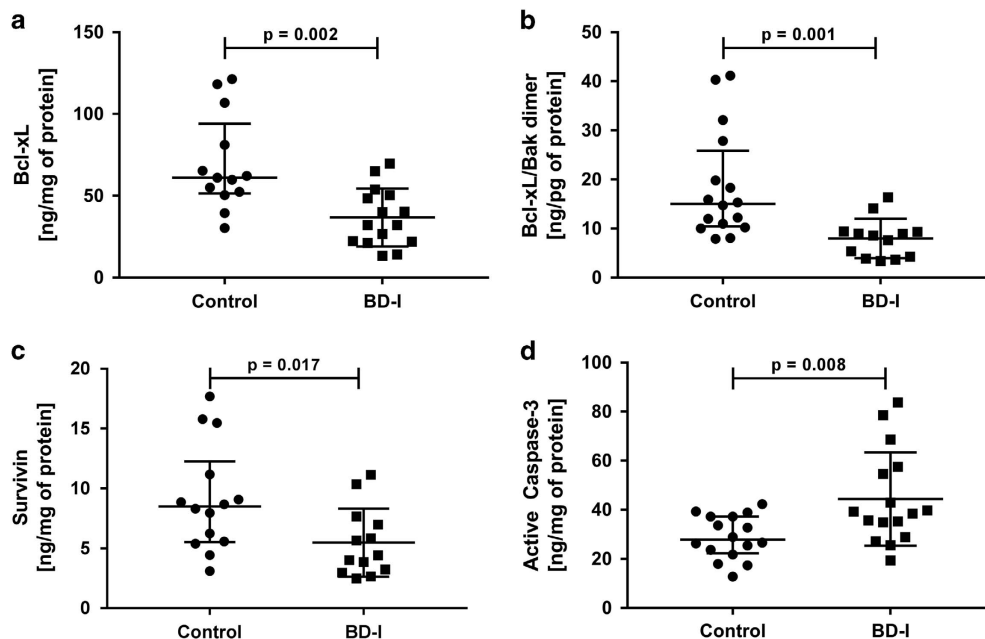 a
Bcl-xL
[ng/mg of protein]
150
100
50
0
p = 0.002
Control
BD-I
b
Bcl-xL/Bak dimer
[ng/pg of protein]
50
40
30
20
10
0
p = 0.001
Control
BD-I
c
Survivin
[ng/mg of protein]
20
15
10
5
0
p = 0.017
Control
BD-I
d
Active Caspase-3
[ng/mg of protein]
100
80
60
40
20
0
p = 0.008
Control
BD-I